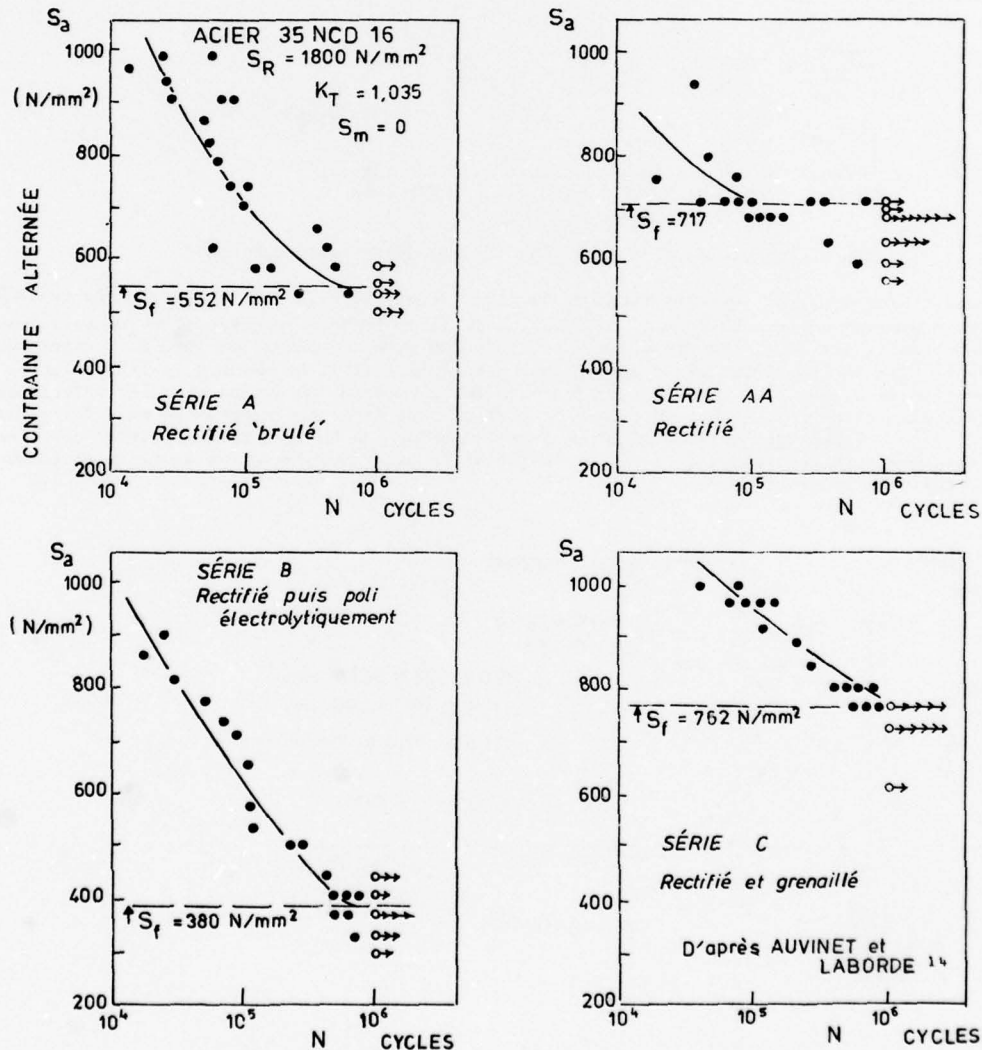 Sa
1000
(N/mm²)
800
600
400
200
CONTRAINTE ALTERNÉE
ACIER 35 NCD 16
SR = 1800 N/mm²
KT = 1,035
Sm = 0
Sf = 552 N/mm²
SÉRIE A
Rectifié 'brulé'
10⁴ 10⁵ 10⁶
N CYCLES
Sa
1000
800
600
400
200
Sf = 717
SÉRIE AA
Rectifié
10⁴ 10⁵ 10⁶
N CYCLES
Sa
1000
(N/mm²)
800
600
400
200
SÉRIE B
Rectifié puis poli
électrolytiquement
Sf = 380 N/mm²
10⁴ 10⁵ 10⁶
N CYCLES
Sa
1000
800
600
400
200
Sf = 762 N/mm²
SÉRIE C
Rectifié et grenaillé
D'après AUVINET et
LABORDE ¹⁴
10⁴ 10⁵ 10⁶
N CYCLES